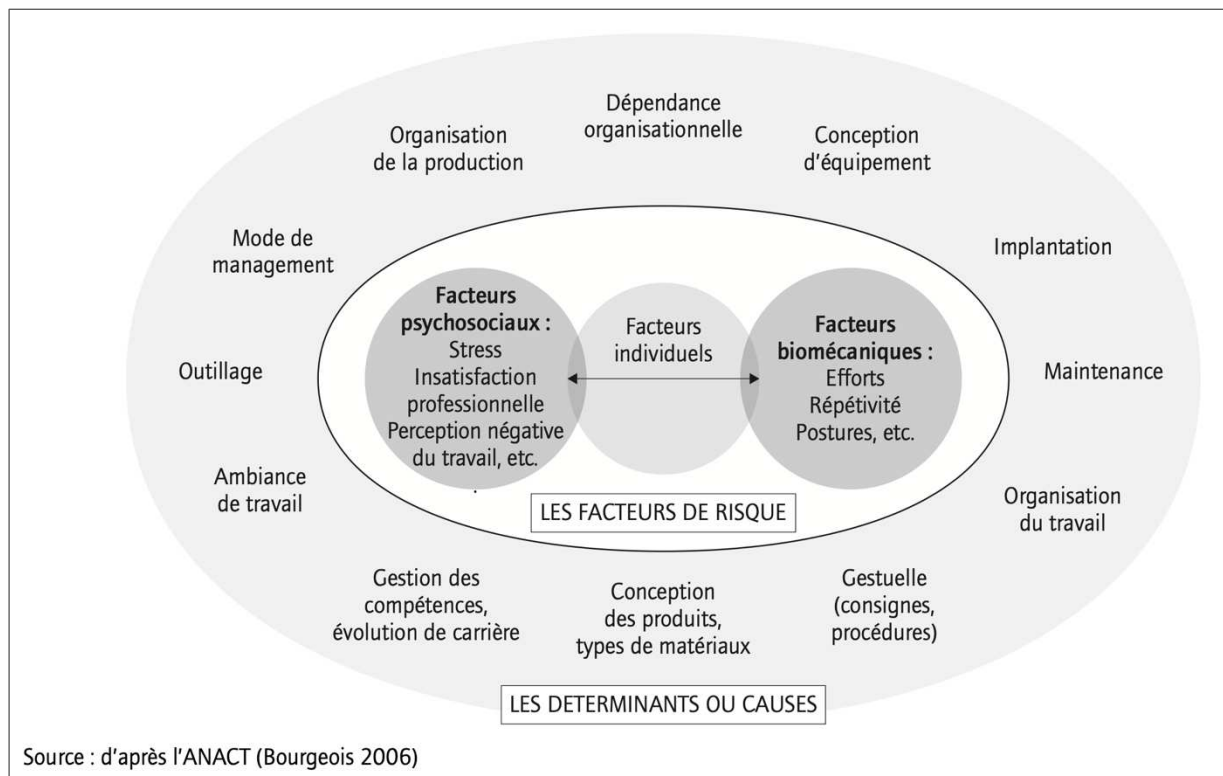 Dépendance
organisationnelle
Organisation
de la production
Conception
d'équipement
Mode de
management
Implantation
Facteurs
psychosociaux :
Stress
Insatisfaction
professionnelle
Perception négative
du travail, etc.
Facteurs
individuels
Facteurs
biomécaniques :
Efforts
Répétivité
Postures, etc.
Outillage
Maintenance
Ambiance
de travail
Organisation
du travail
LES FACTEURS DE RISQUE
Gestion des
compétences,
évolution de carrière
Conception
des produits,
types de matériaux
Gestuelle
(consignes,
procédures)
LES DETERMINANTS OU CAUSES
Source : d'après l'ANACT (Bourgeois 2006)